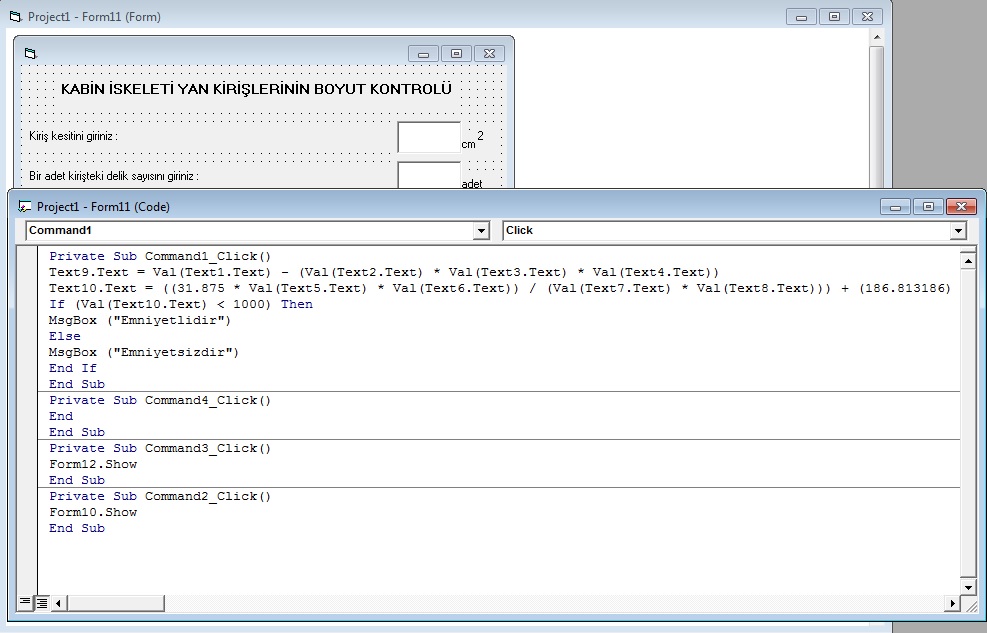 Project1 - Form11 (Form)
KABİN İSKELETİ YAN KİRİŞLERİNİN BOYUT KONTROLÜ
Kiriş kesitini giriniz :
cm 2
Bir adet kirişteki delik sayısını giriniz :
adet
Project1 - Form11 (Code)
Command1
Click
Private Sub Command1_Click()
Text9.Text = Val(Text1.Text) - (Val(Text2.Text) * Val(Text3.Text) * Val(Text4.Text))
Text10.Text = ((31.875 * Val(Text5.Text) * Val(Text6.Text)) / (Val(Text7.Text) * Val(Text8.Text))) + (186.813186)
If (Val(Text10.Text) < 1000) Then
MsgBox ("Emniyetlidir")
Else
MsgBox ("Emniyetsizdir")
End If
End Sub
Private Sub Command4_Click()
End
End Sub
Private Sub Command3_Click()
Form12.Show
End Sub
Private Sub Command2_Click()
Form10.Show
End Sub